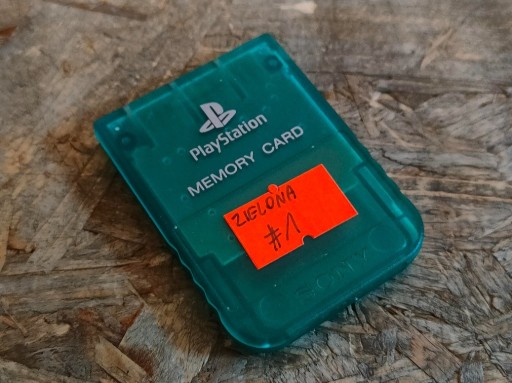 PlayStation
MEMORY CARD
ZIELONA
#1
SONY